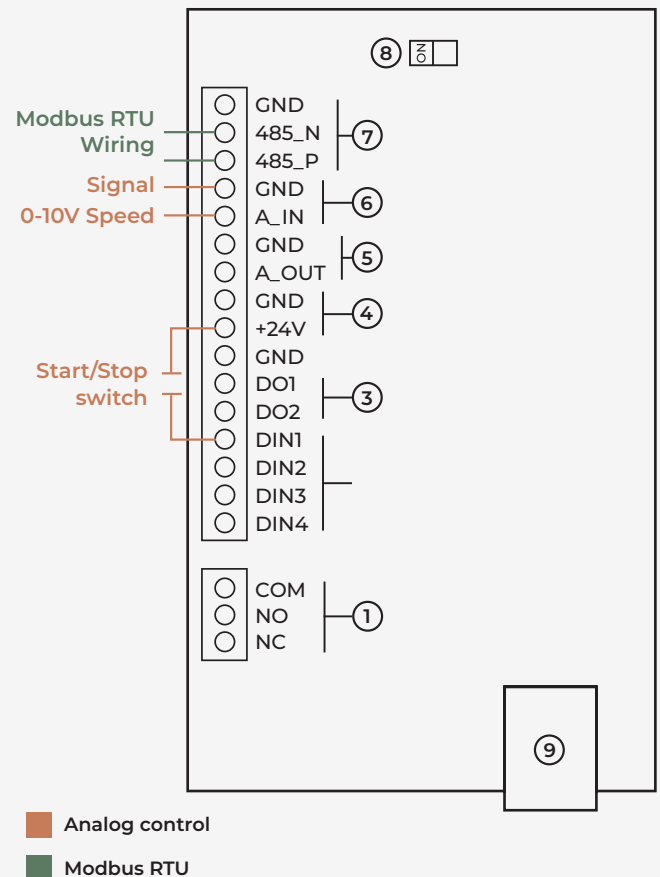 8 ON
GND
Modbus RTU
Wiring
485_N
7
485_P
Signal
GND
6
0-10V Speed
A_IN
GND
5
A_OUT
GND
4
+24V
GND
Start/Stop
switch
DO1
3
DO2
DIN1
DIN2
DIN3
DIN4
COM
NO
1
NC
9
Analog control
Modbus RTU